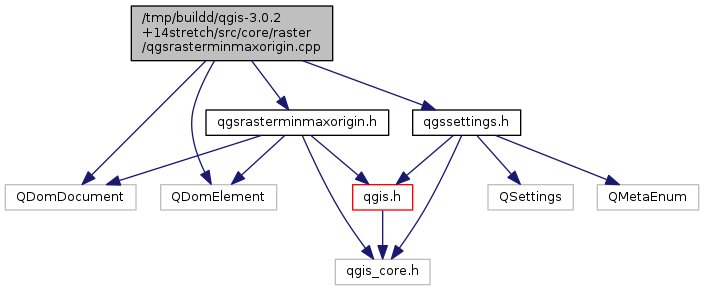 /tmp/buildd/qgis-3.0.2
+14stretch/src/core/raster
/qgsrasterminmaxorigin.cpp
qgsrasterminmaxorigin.h
qgssettings.h
QDomDocument
QDomElement
qgis.h
QSettings
QMetaEnum
qgis_core.h